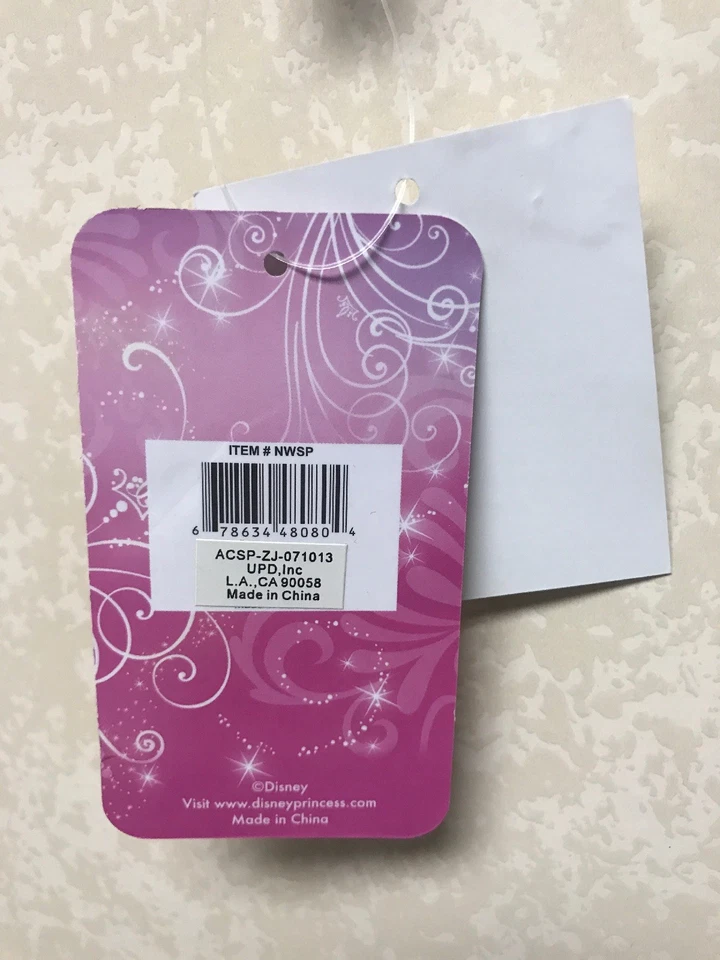 ITEM # NWSP
6 78634 48080 4
ACSP-ZJ-071013
UPD,Inc
L.A.,CA 90058
Made in China
©Disney
Visit www.disneyprincess.com
Made in China